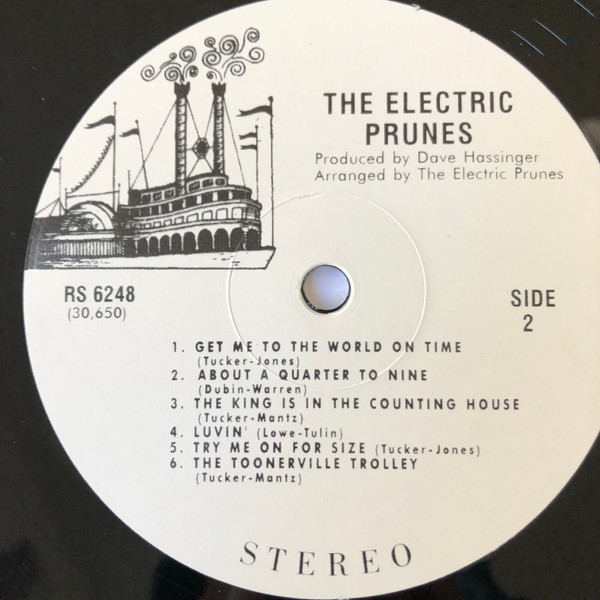 THE ELECTRIC
PRUNES
Produced by Dave Hassinger
Arranged by The Electric Prunes
RS 6248
(30,650)
SIDE
2
1. GET ME TO THE WORLD ON TIME
(Tucker-Jones)
2. ABOUT A QUARTER TO NINE
(Dubin-Warren)
3. THE KING IS IN THE COUNTING HOUSE
(Tucker-Mantz)
4. LUVIN' (Lowe-Tulin)
5. TRY ME ON FOR SIZE (Tucker-Jones)
6. THE TOONERVILLE TROLLEY
(Tucker-Mantz)
STEREO